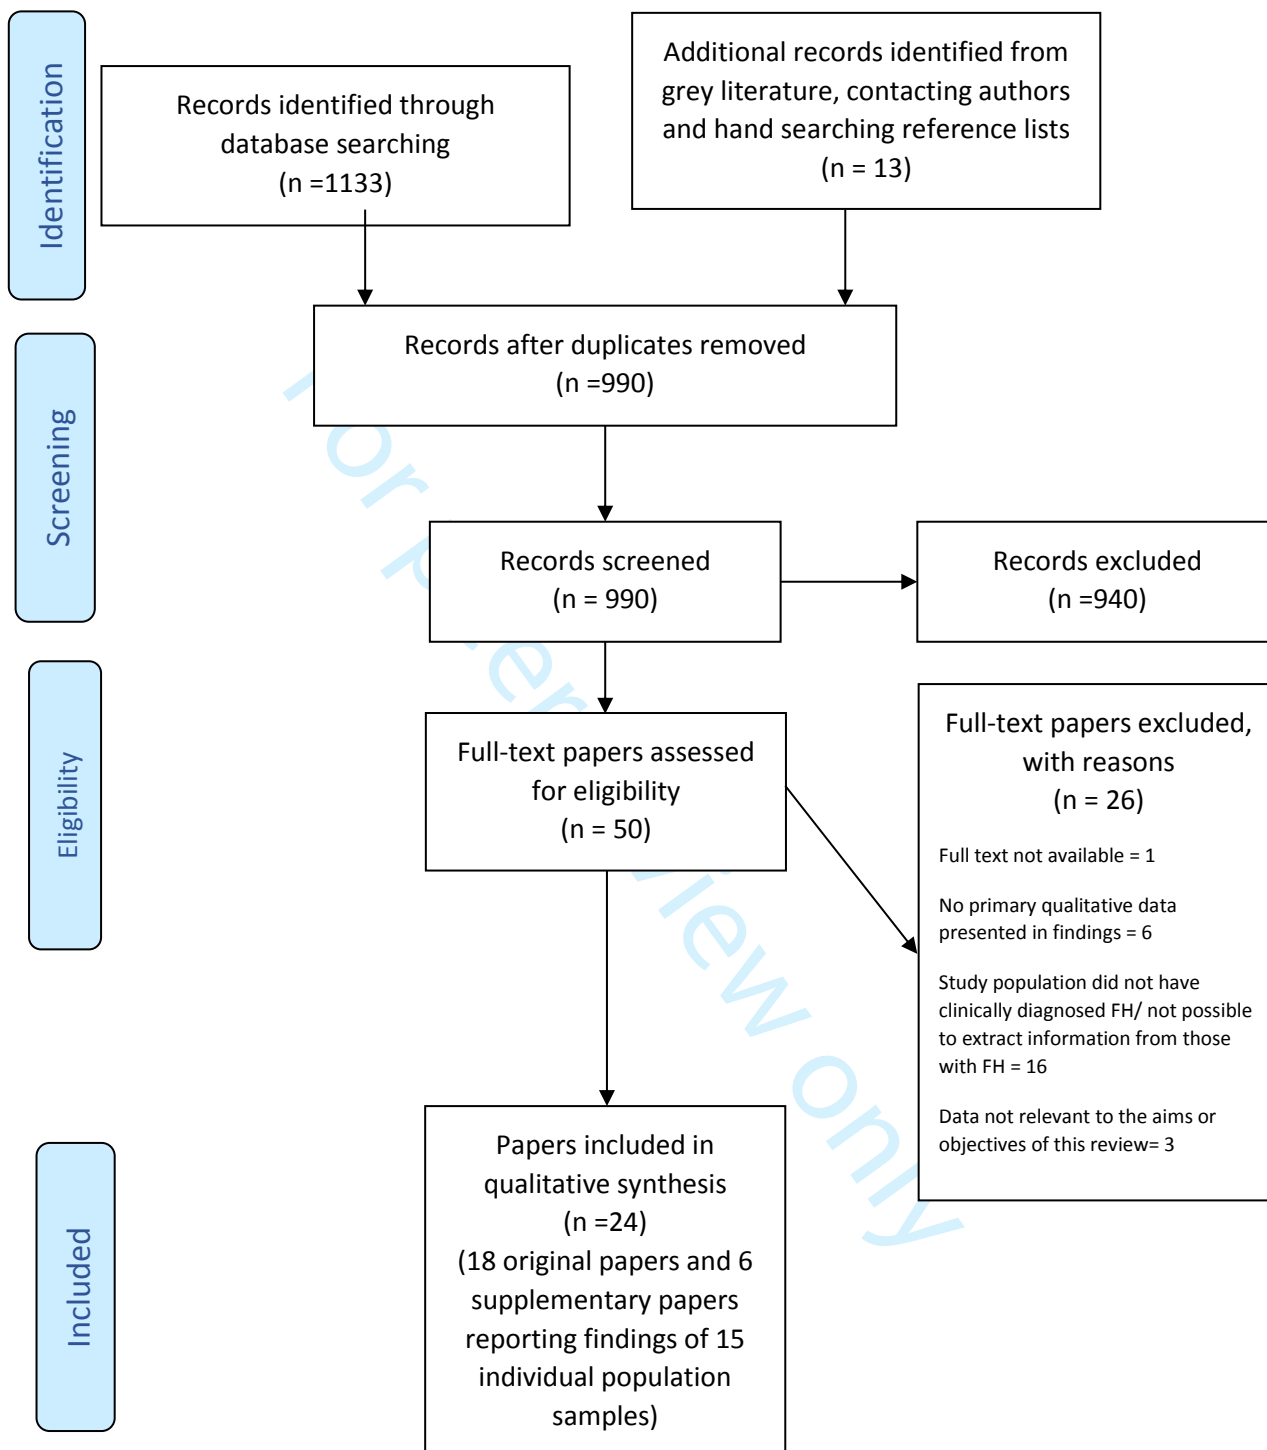 Identification
Records identified through
database searching
(n =1133)
Additional records identified from
grey literature, contacting authors
and hand searching reference lists
(n = 13)
Screening
Records after duplicates removed
(n =990)
Records screened
(n = 990)
Records excluded
(n =940)
Eligibility
Full-text papers assessed
for eligibility
(n = 50)
Full-text papers excluded,
with reasons
(n = 26)
Full text not available = 1
No primary qualitative data
presented in findings = 6
Study population did not have
clinically diagnosed FH/ not possible
to extract information from those
with FH = 16
Data not relevant to the aims or
objectives of this review= 3
Included
Papers included in
qualitative synthesis
(n =24)
(18 original papers and 6
supplementary papers
reporting findings of 15
individual population
samples)
For peer review only